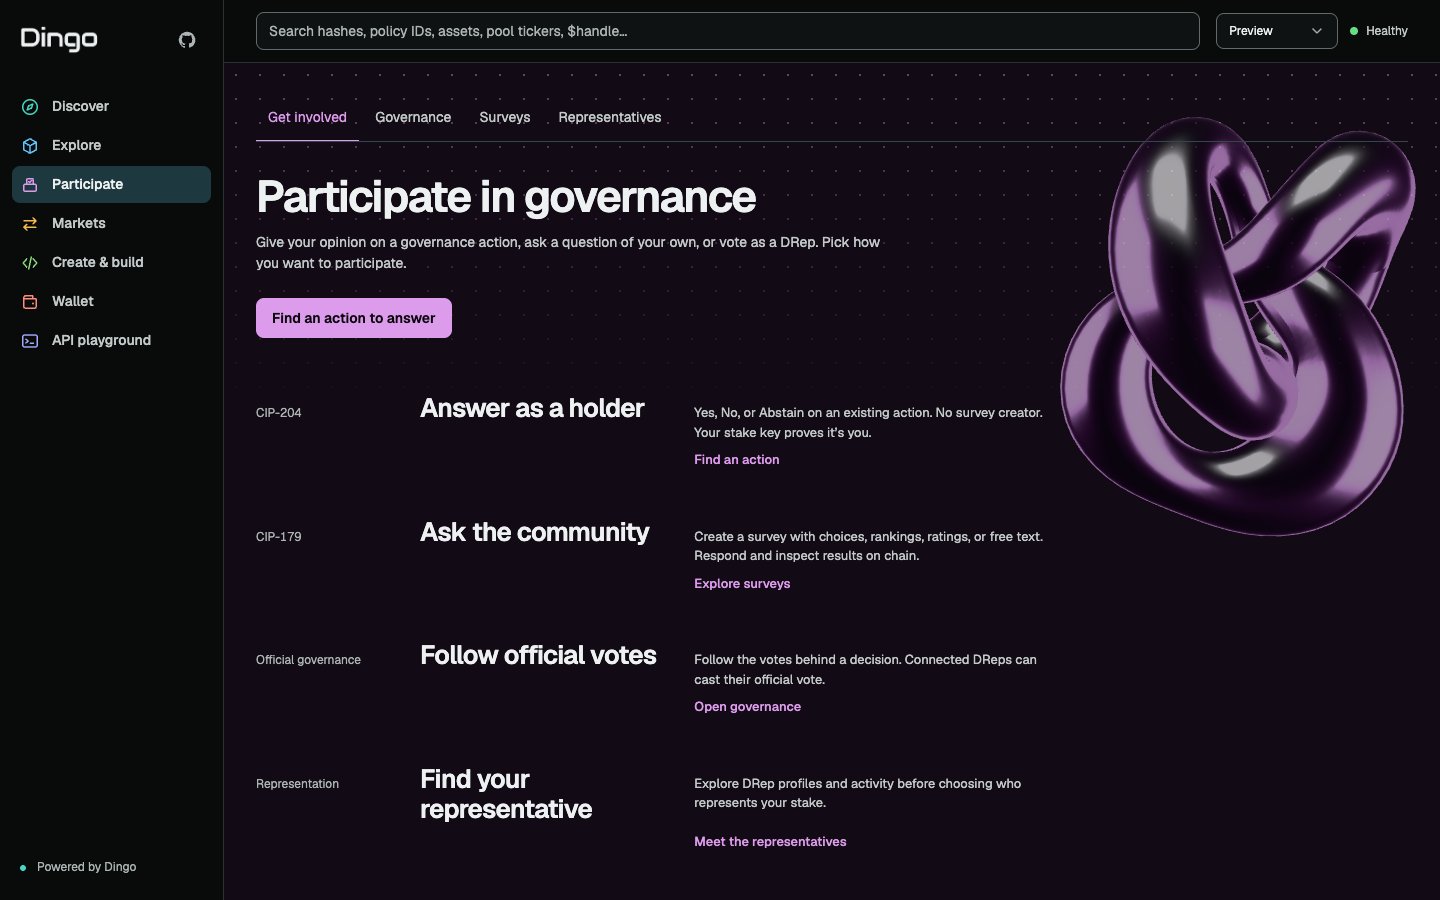 Dingo
Search hashes, policy IDs, assets, pool tickers, $handle...
Preview
Healthy
Discover
Explore
Participate
Markets
Create & build
Wallet
API playground
Powered by Dingo
Get involved
Governance
Surveys
Representatives
Participate in governance
Give your opinion on a governance action, ask a question of your own, or vote as a DRep. Pick how
you want to participate.
Find an action to answer
CIP-204
Answer as a holder
Yes, No, or Abstain on an existing action. No survey creator.
Your stake key proves it's you.
Find an action
CIP-179
Ask the community
Create a survey with choices, rankings, ratings, or free text.
Respond and inspect results on chain.
Explore surveys
Official governance
Follow official votes
Follow the votes behind a decision. Connected DReps can
cast their official vote.
Open governance
Representation
Find your
representative
Explore DRep profiles and activity before choosing who
represents your stake.
Meet the representatives